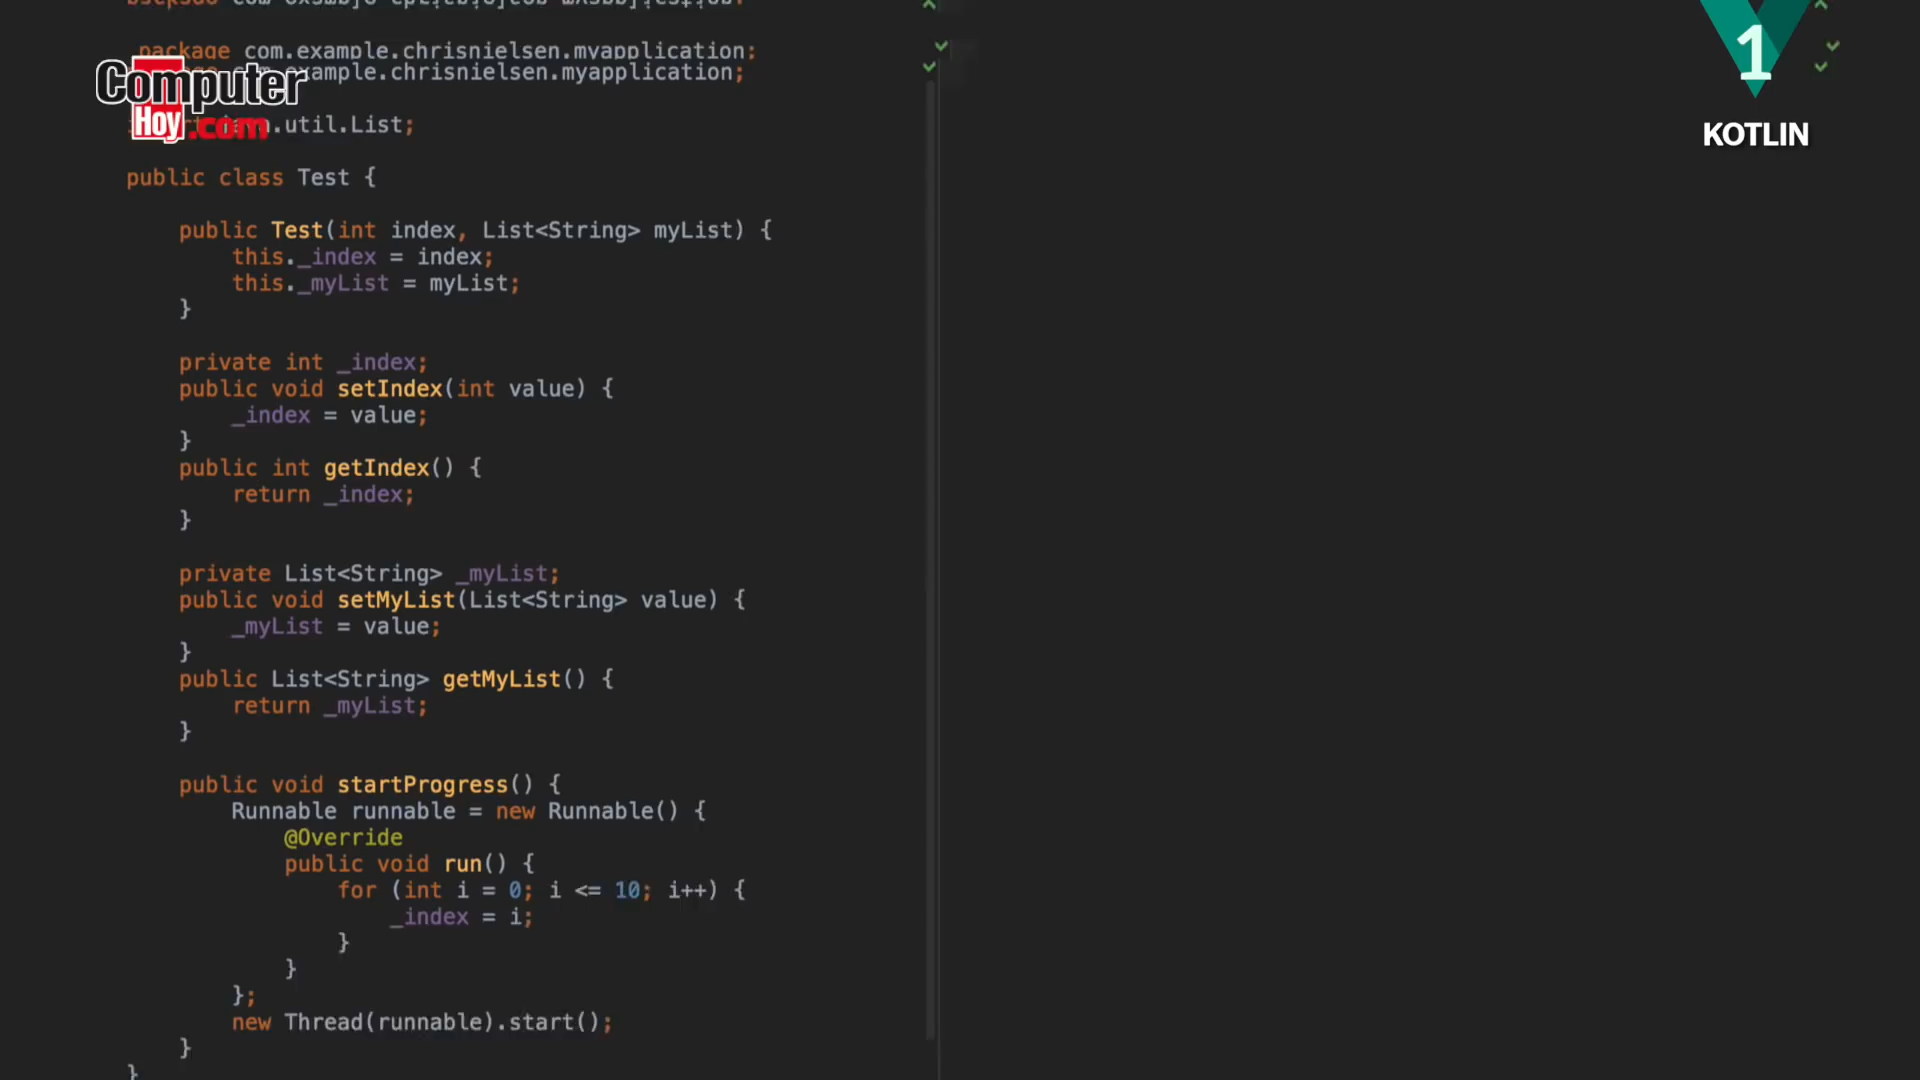 package com.example.chrisnielsen.myapplication;
example.chrisnielsen.myapplication;
Computer
Hoy.com
.util.List;
1
KOTLIN
public class Test {
public Test(int index, List<String> myList) {
this._index = index;
this._myList = myList;
}
private int _index;
public void setIndex(int value) {
_index = value;
}
public int getIndex() {
return _index;
}
private List<String> _myList;
public void setMyList(List<String> value) {
_myList = value;
}
public List<String> getMyList() {
return _myList;
}
public void startProgress() {
Runnable runnable = new Runnable() {
@Override
public void run() {
for (int i = 0; i <= 10; i++) {
_index = i;
}
}
};
new Thread(runnable).start();
}
}